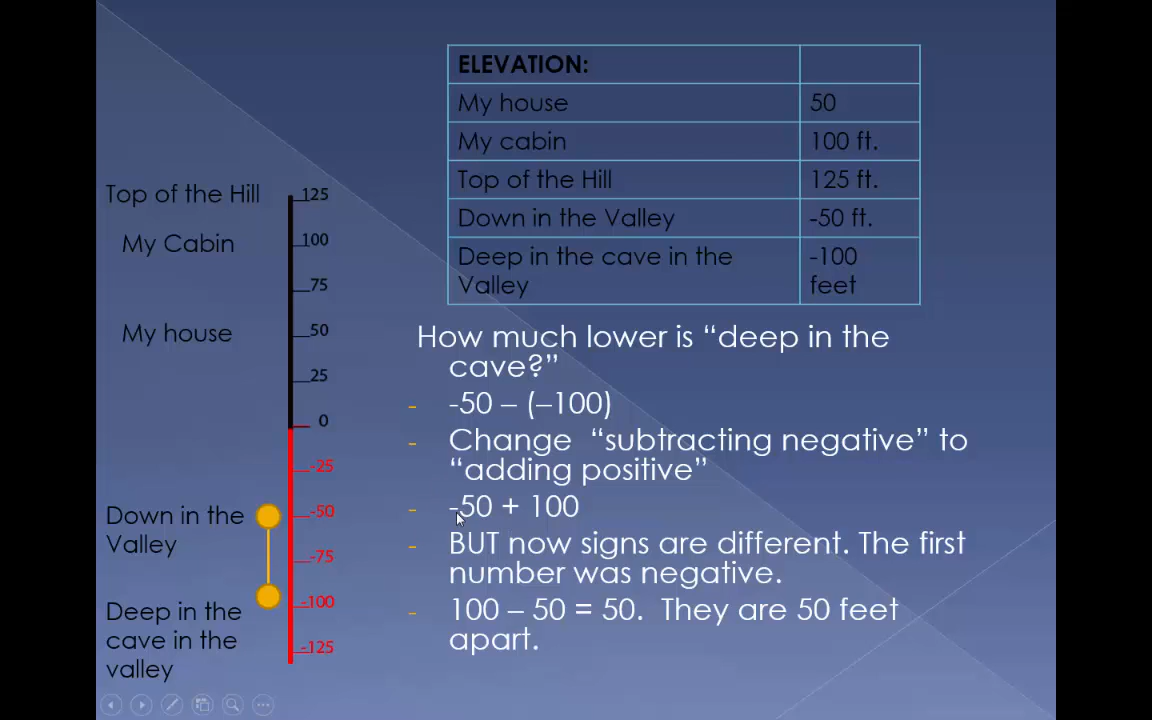 ELEVATION:
My house 50
My cabin 100 ft.
Top of the Hill 125 ft.
Down in the Valley -50 ft.
Deep in the cave in the -100
Valley feet
Top of the Hill
My Cabin
My house
Down in the
Valley
Deep in the
cave in the
valley
125
100
75
50
25
0
-25
-50
-75
-100
-125
How much lower is “deep in the
cave?”
- -50 – (–100)
- Change “subtracting negative” to
“adding positive”
- -50 + 100
- BUT now signs are different. The first
number was negative.
- 100 – 50 = 50. They are 50 feet
apart.